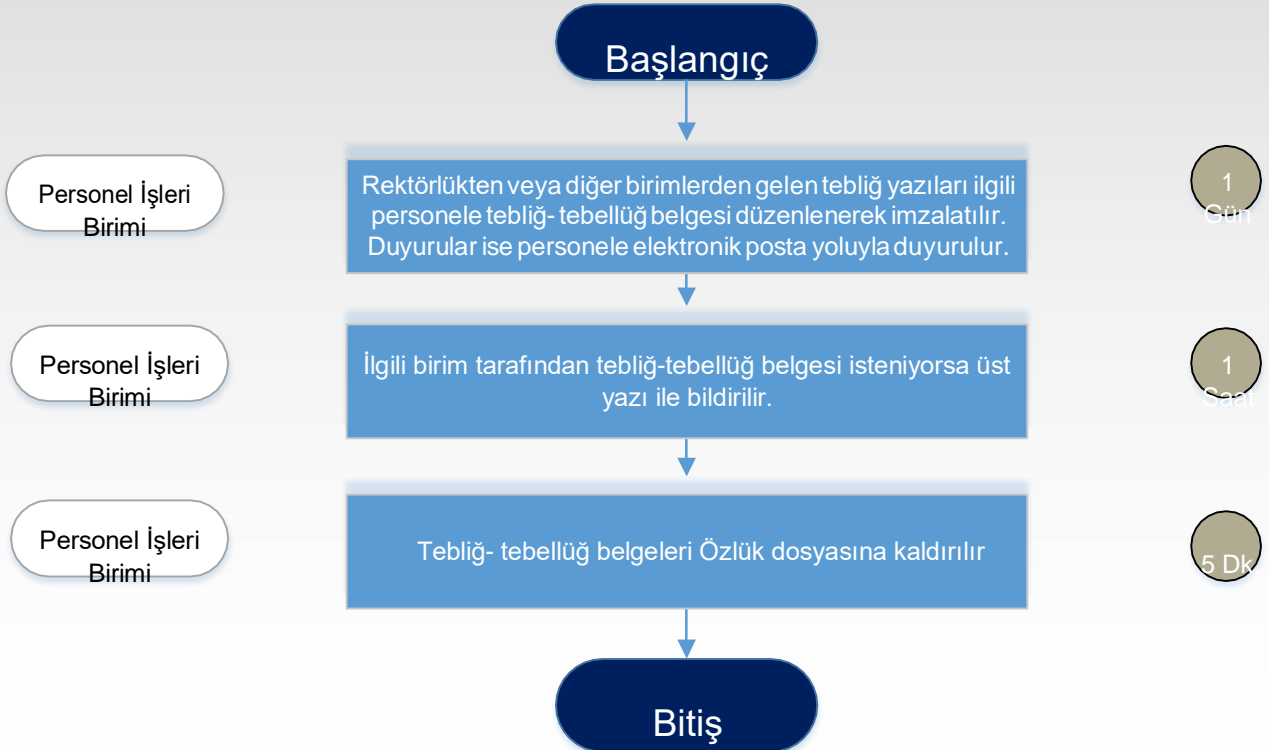 Başlangıç
Personel İşleri
Birimi
Rektörlükten veya diğer birimlerden gelen tebliğ yazıları ilgili
personele tebliğ- tebellüğ belgesi düzenlenerek imzalatılır.
Duyurular ise personele elektronik posta yoluyla duyurulur.
1
Gün
Personel İşleri
Birimi
İlgili birim tarafından tebliğ-tebellüğ belgesi isteniyorsa üst
yazı ile bildirilir.
1
Saat
Personel İşleri
Birimi
Tebliğ- tebellüğ belgeleri Özlük dosyasına kaldırılır
5 Dk
Bitiş